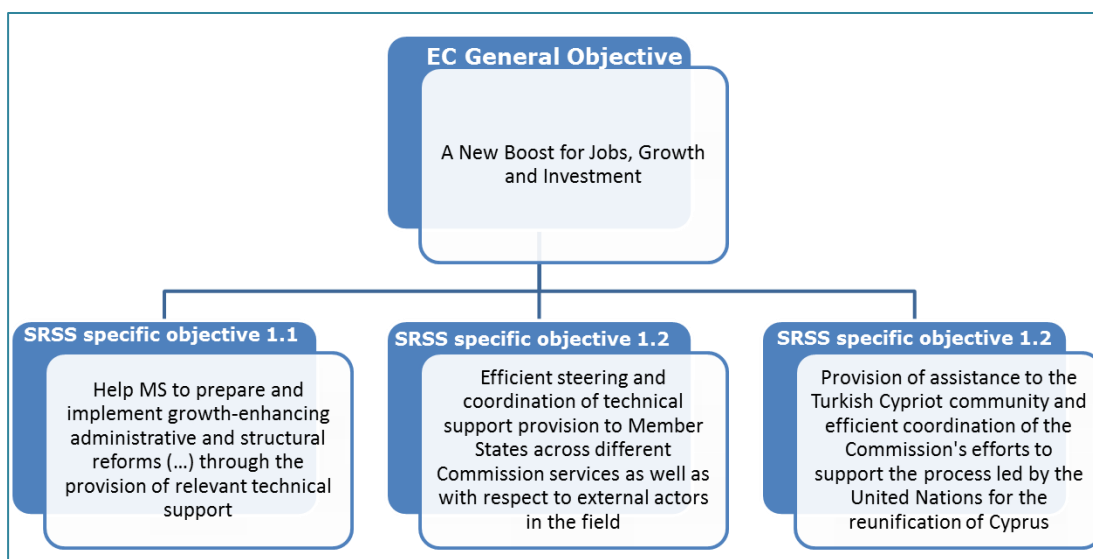 EC General Objective
A New Boost for Jobs, Growth
and Investment
SRSS specific objective 1.1
Help MS to prepare and
implement growth-enhancing
administrative and structural
reforms (...) through the
provision of relevant technical
support
SRSS specific objective 1.2
Efficient steering and
coordination of technical
support provision to Member
States across different
Commission services as well as
with respect to external actors
in the field
SRSS specific objective 1.2
Provision of assistance to the
Turkish Cypriot community and
efficient coordination of
the Commission's efforts to
support the process led by the
United Nations for the
reunification of Cyprus